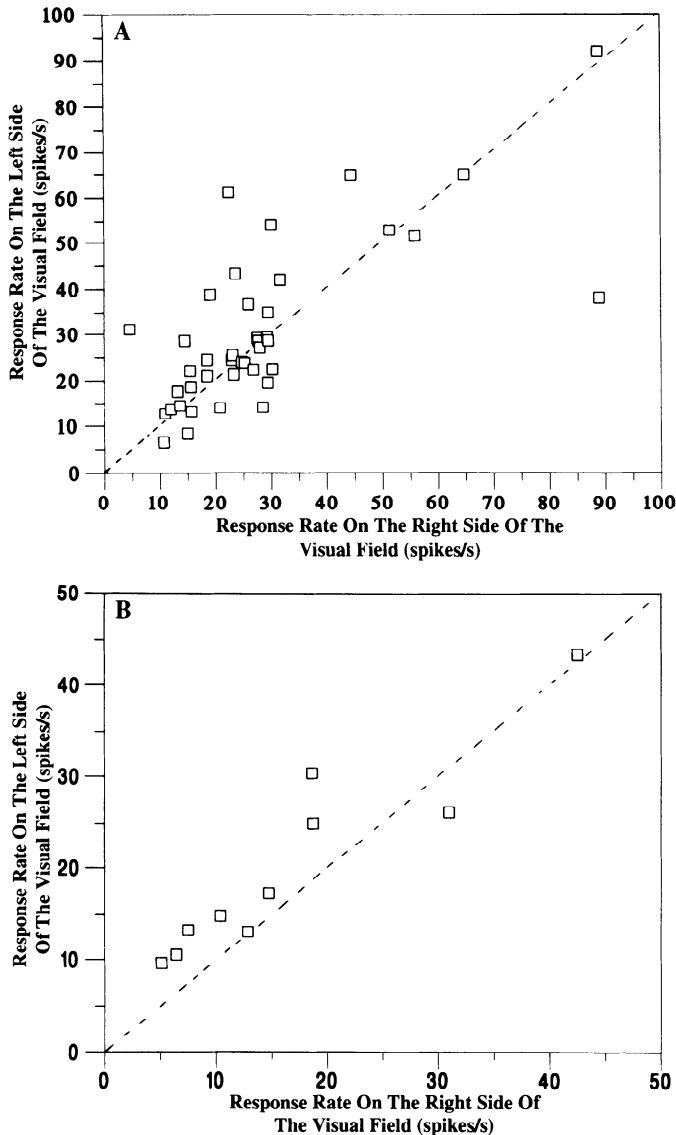 A
100
90
80
70
60
50
40
30
20
10
0
Response Rate On The Left Side
Of The Visual Field (spikes/s)
0 10 20 30 40 50 60 70 80 90 100
Response Rate On The Right Side Of The
Visual Field (spikes/s)
B
50
40
30
20
10
0
Response Rate On The Left Side
Of The Visual Field (spikes/s)
0 10 20 30 40 50
Response Rate On The Right Side Of
The Visual Field (spikes/s)